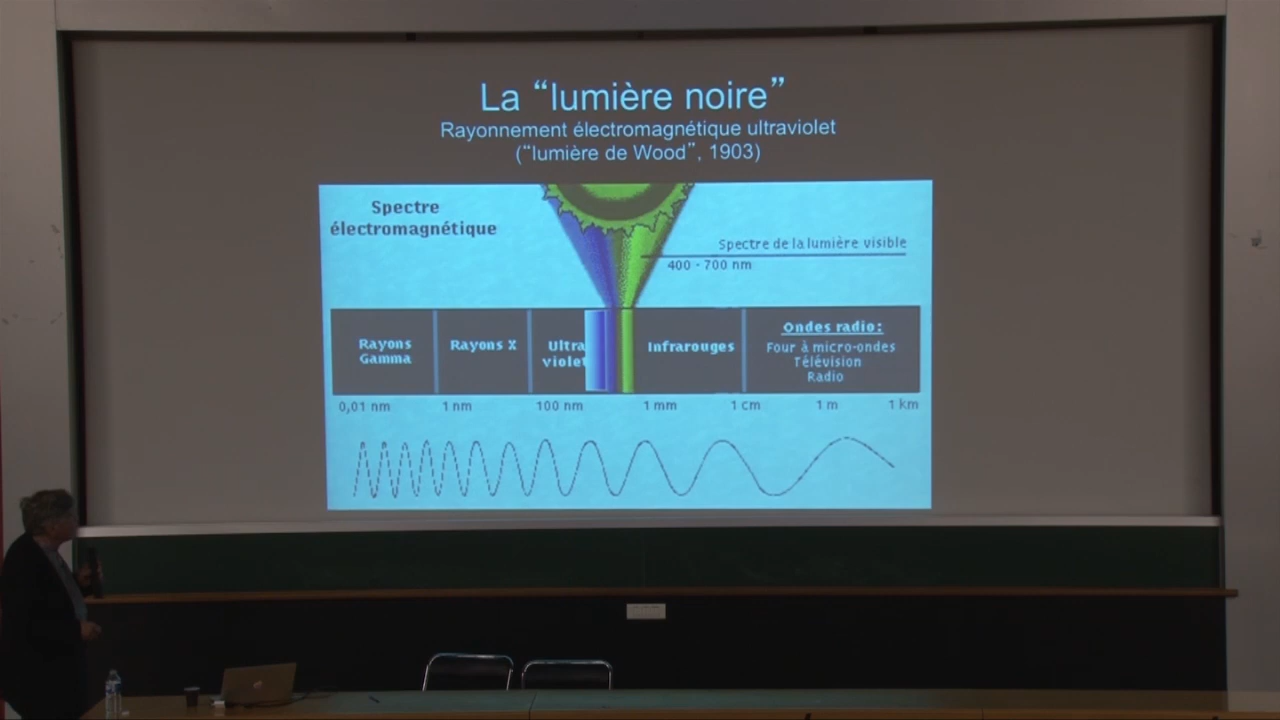 La “lumière noire”
Rayonnement électromagnétique ultraviolet
(“lumière de Wood”, 1903)
Spectre
électromagnétique
Spectre de la lumière visible
400 - 700 nm
Rayons
Gamma
Rayons X
Ultra
violet
Infrarouges
Ondes radio:
Four à micro-ondes
Télévision
Radio
0,01 nm
1 nm
100 nm
1 mm
1 cm
1 m
1 km